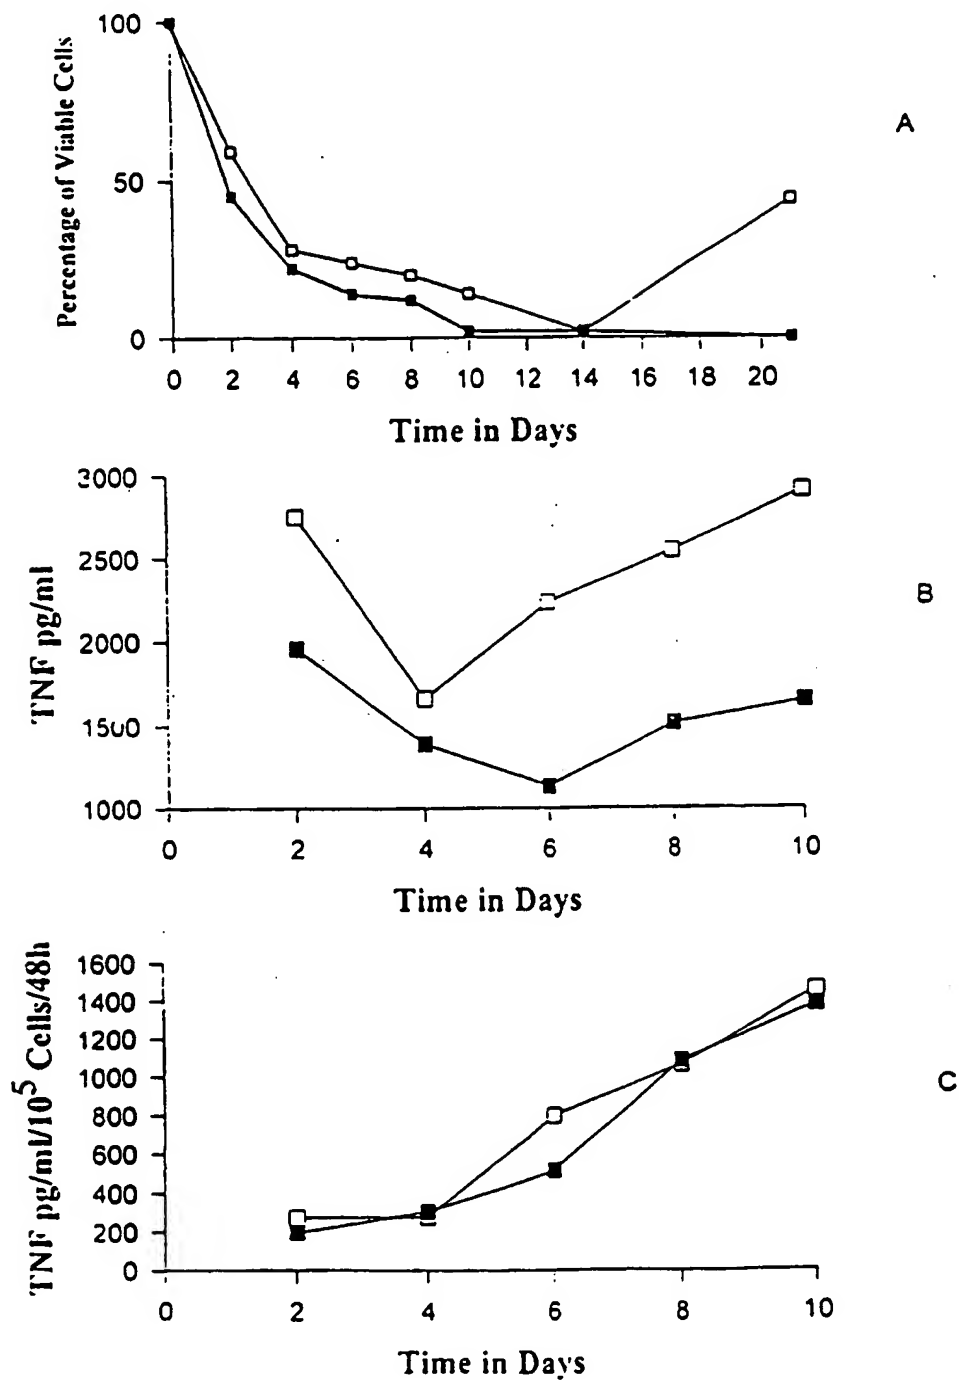 Percentage of Viable Cells
100
50
0
0 2 4 6 8 10 12 14 16 18 20
Time in Days
A
TNF pg/ml
3000
2500
2000
1500
1000
0 2 4 6 8 10
Time in Days
B
TNF pg/ml/10⁵ Cells/48h
1600
1400
1200
1000
800
600
400
200
0
0 2 4 6 8 10
Time in Days
C